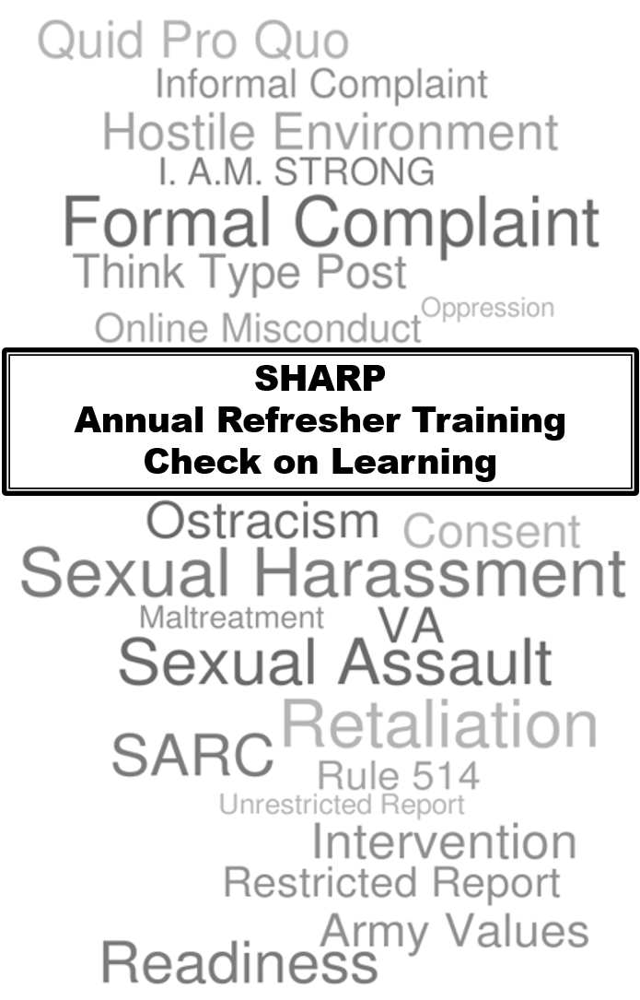 Quid Pro Quo
Informal Complaint
Hostile Environment
I. A.M. STRONG
Formal Complaint
Think Type Post
Oppression
Online Misconduct
SHARP
Annual Refresher Training
Check on Learning
Ostracism
Consent
Sexual Harassment
Maltreatment
VA
Sexual Assault
Retaliation
SARC
Rule 514
Unrestricted Report
Intervention
Restricted Report
Army Values
Readiness